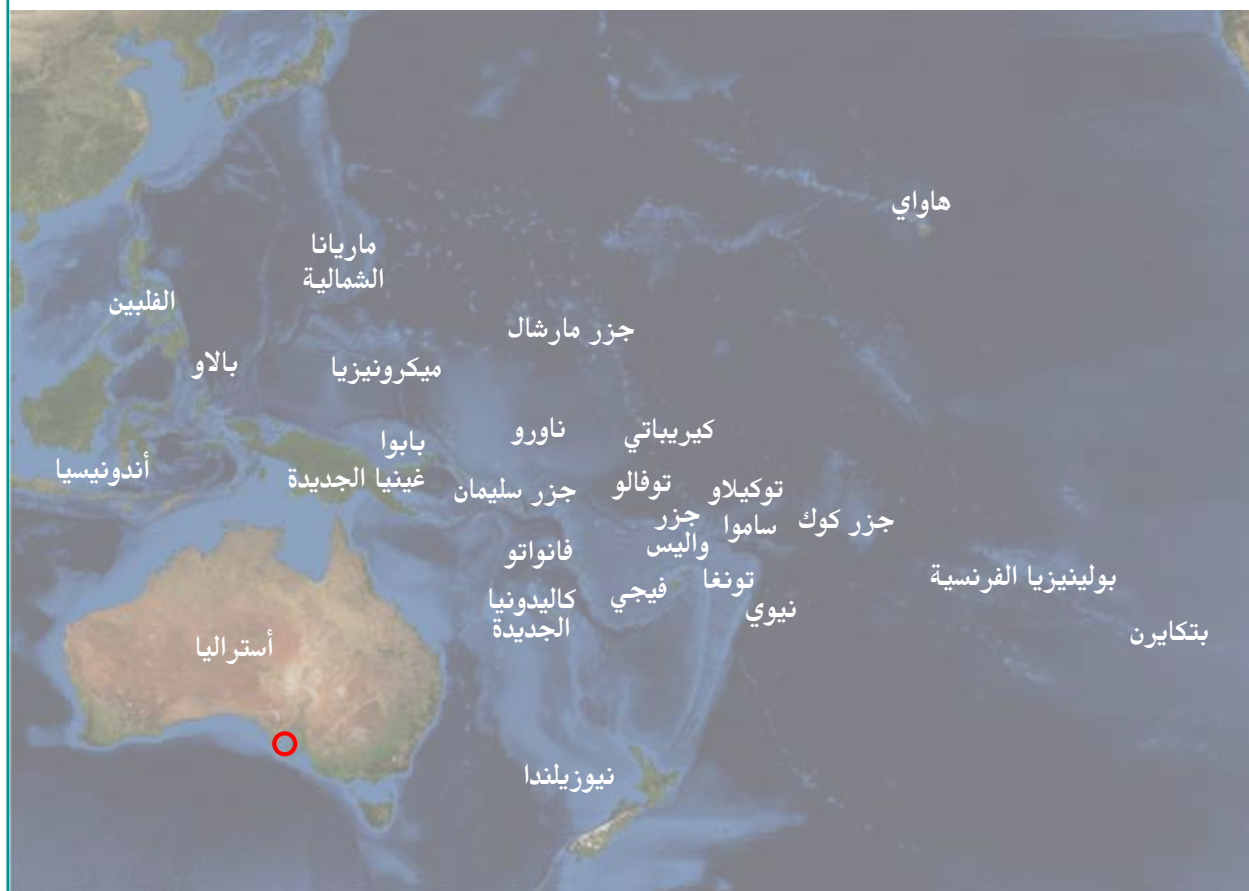 هاواي
ماريانا
الشمالية
الفلبين
جزر مارشال
بالاو
ميكرونيزيا
بابوا
غينيا الجديدة
ناورو
كيريباتي
أندونيسيا
جزر سليمان
توفالو
توكيلاو
جزر
واليس
ساموا
جزر كوك
فانواتو
كاليدونيا
الجديدة
فيجي
تونغا
نيوي
بولينيزيا الفرنسية
بتكايرن
أستراليا
نيوزيلندا